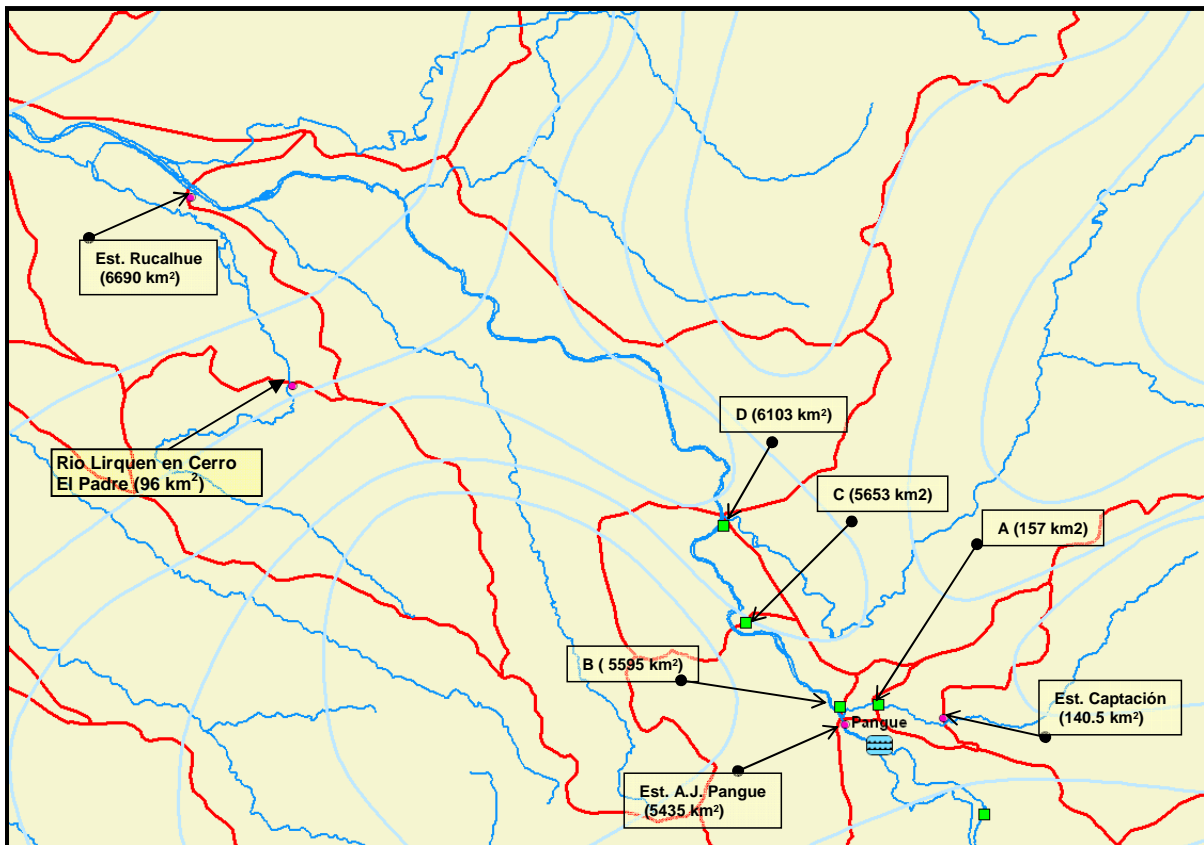 Est. Rucalhue
(6690 km²)
D (6103 km²)
Rio Lirquen en Cerro
El Padre (96 km²)
C (5653 km2)
A (157 km2)
B ( 5595 km²)
Est. Captación
(140.5 km²)
Pangue
Est. A.J. Pangue
(5435 km²)